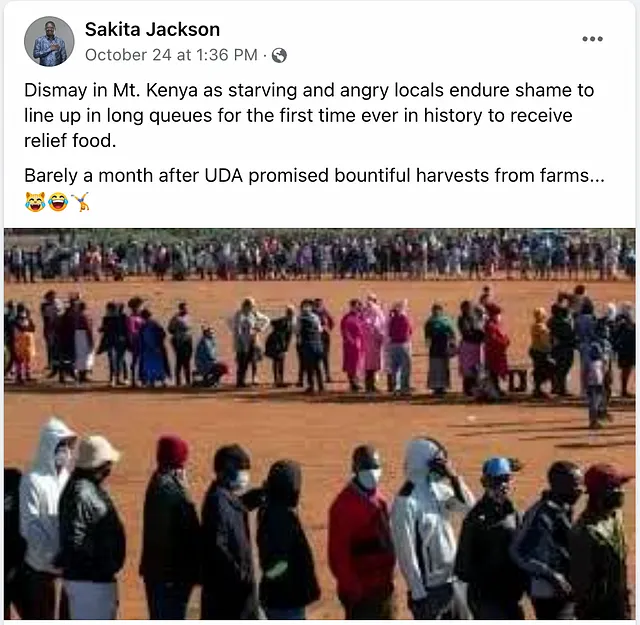 Sakita Jackson
October 24 at 1:36 PM ·
Dismay in Mt. Kenya as starving and angry locals endure shame to
line up in long queues for the first time ever in history to receive
relief food.
Barely a month after UDA promised bountiful harvests from farms...
😹😂🤸